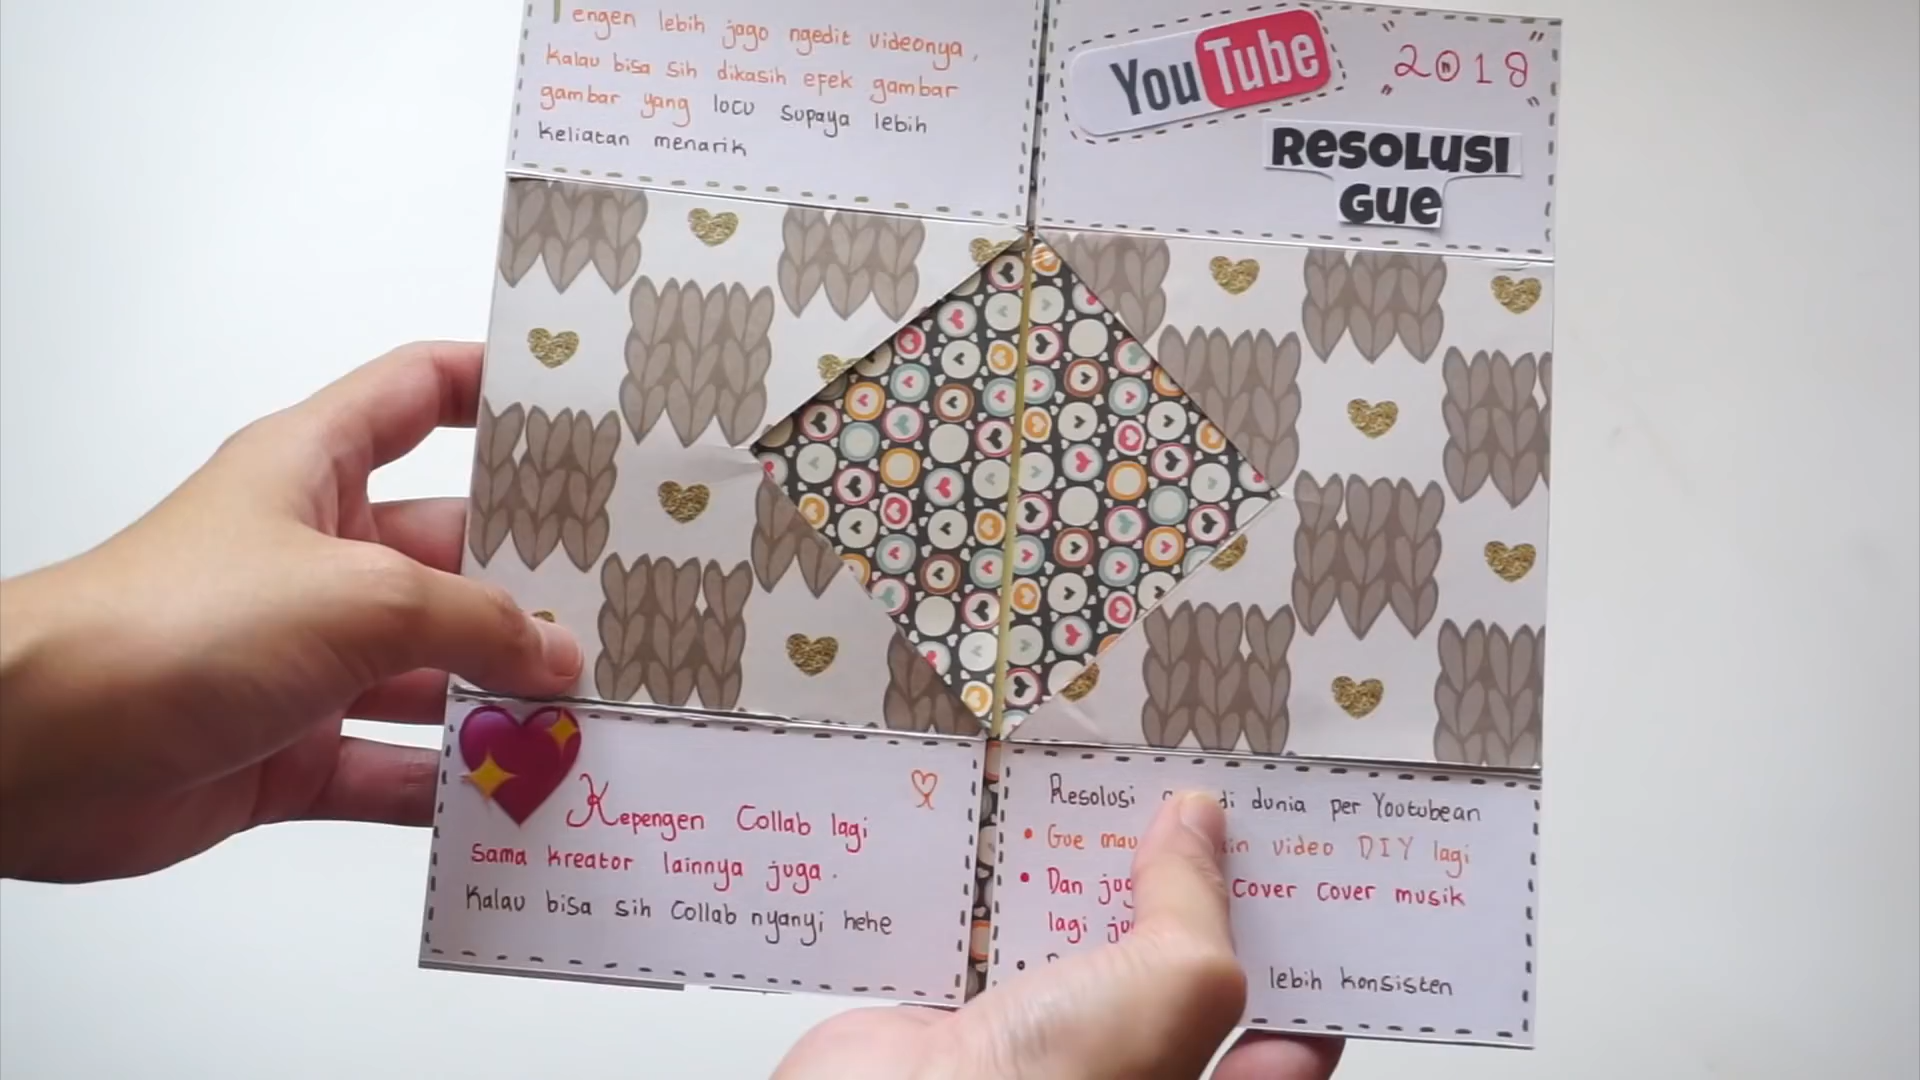 engen lebih jago ngedit videonya,
kalau bisa sih dikasih efek gambar
gambar yang locu supaya lebih
keliatan menarik
YouTube
"2018"
RESOLUSI
GUE
Kepengen Collab lagi
sama kreator lainnya juga.
Kalau bisa sih Collab nyanyi hehe
Resolusi di dunia per Yootubean
• Gue mau video DIY lagi
• Dan cover cover musik
lagi
• lebih konsisten